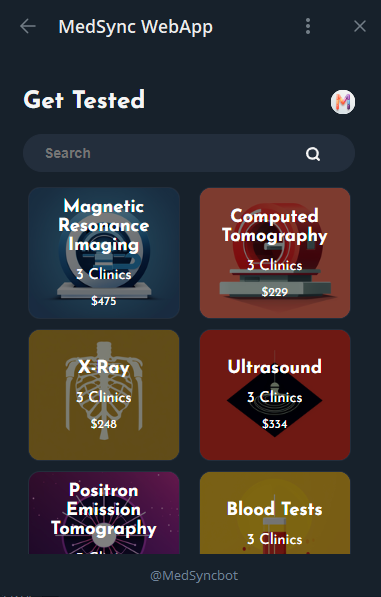 MedSync WebApp
Get Tested
M
Search
Magnetic
Resonance
Imaging
3 Clinics
$475
Computed
Tomography
3 Clinics
$229
X-Ray
3 Clinics
$248
Ultrasound
3 Clinics
$334
Positron
Emission
Tomography
Blood Tests
3 Clinics
@MedSyncbot